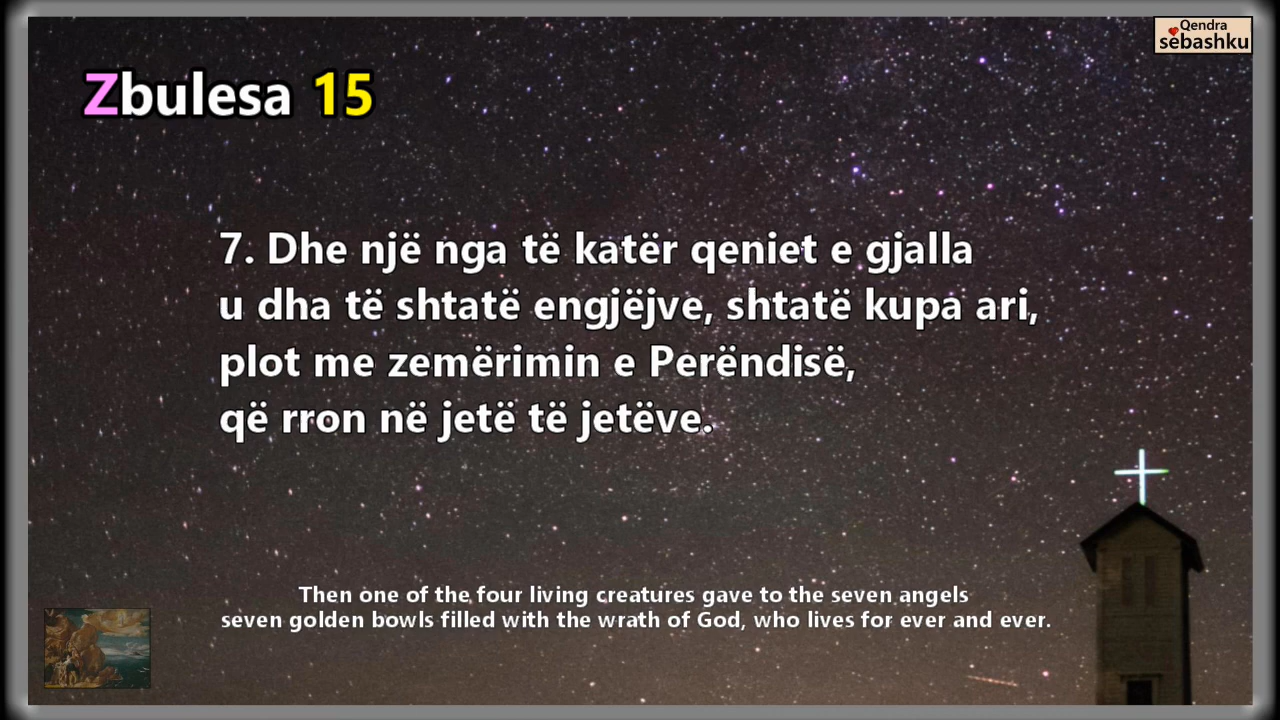 Qendra
sebashku
Zbulesa 15
7. Dhe një nga të katër qeniet e gjalla
u dha të shtatë engjëjve, shtatë kupa ari,
plot me zemërimin e Perëndisë,
që rron në jetë të jetëve.
Then one of the four living creatures gave to the seven angels
seven golden bowls filled with the wrath of God, who lives for ever and ever.